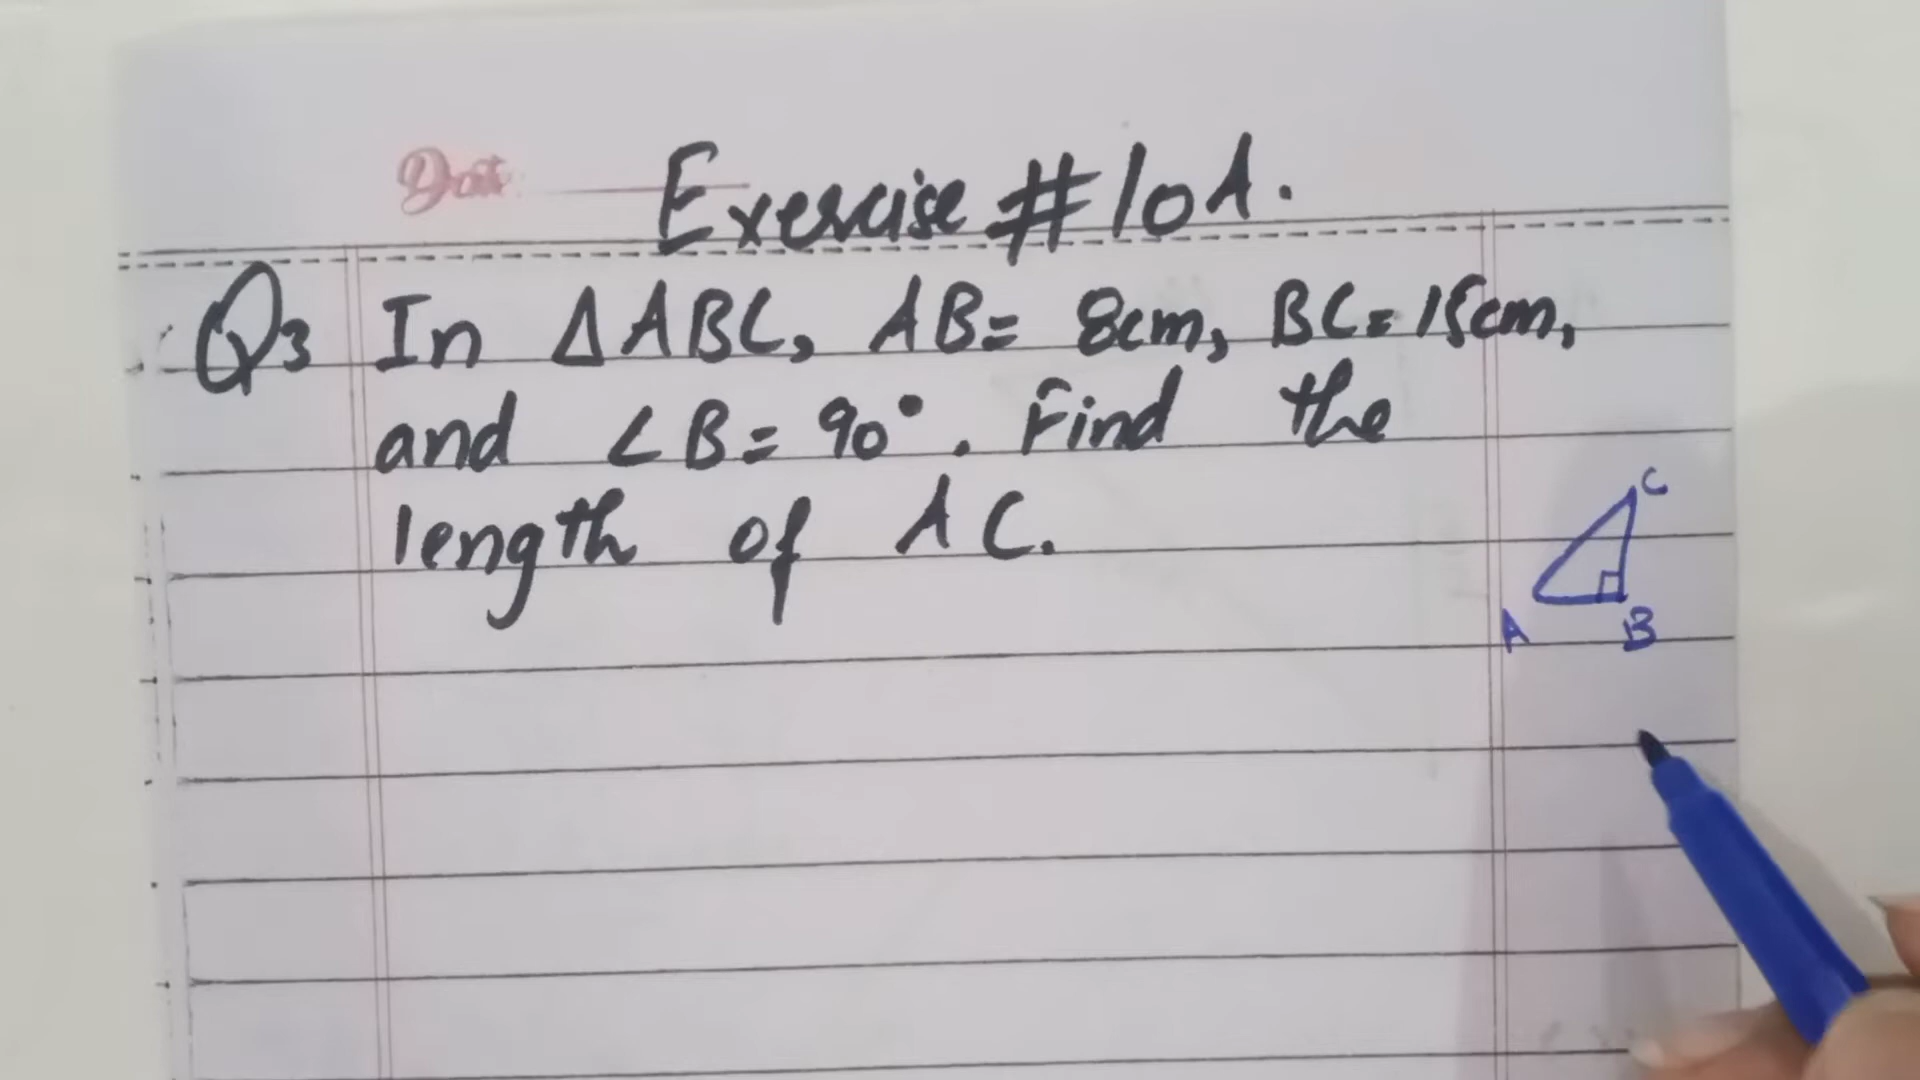 Date:
Exercise #10A.
Q3 In ΔABC, AB= 8cm, BC=15cm,
and ∠B=90°. Find the
length of AC.
C
A B